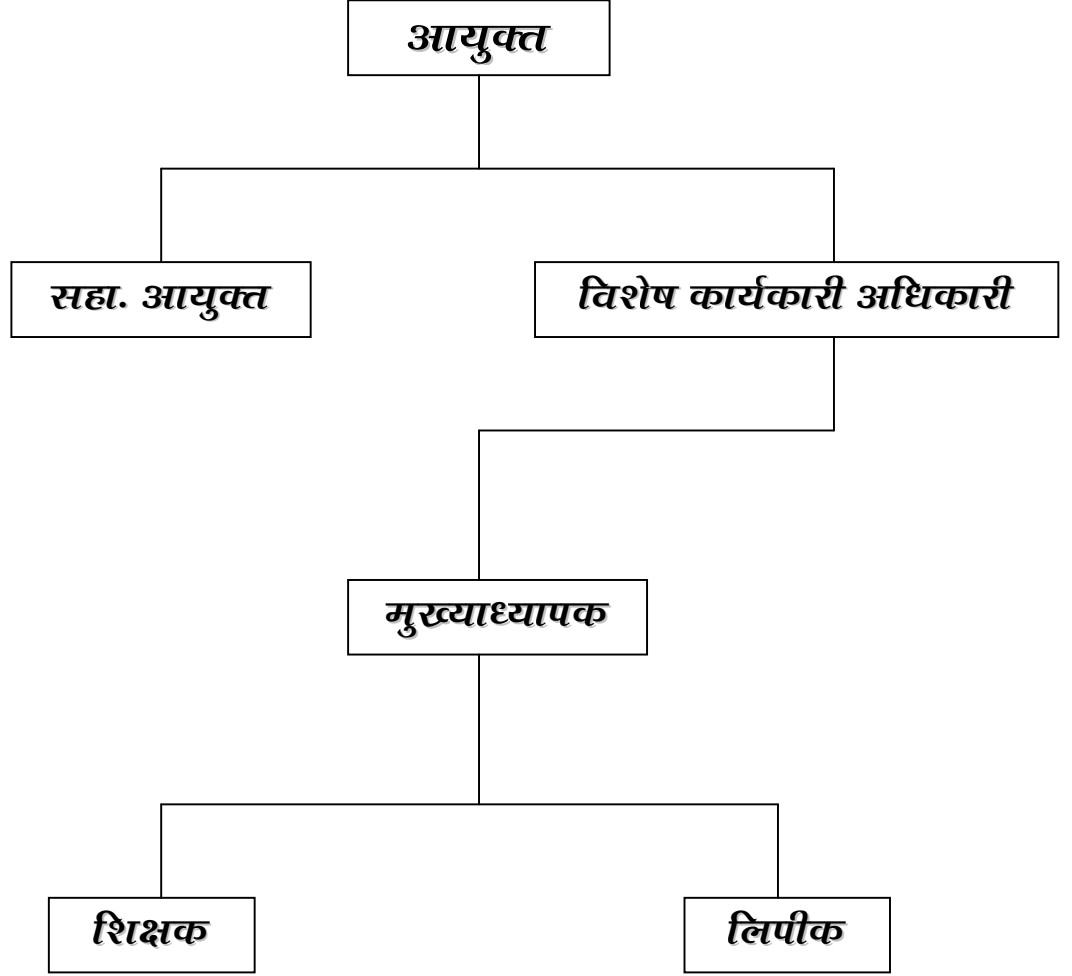 आयुक्त
सहा. आयुक्त
विशेष कार्यकारी अधिकारी
मुख्याध्यापक
शिक्षक
लिपीक